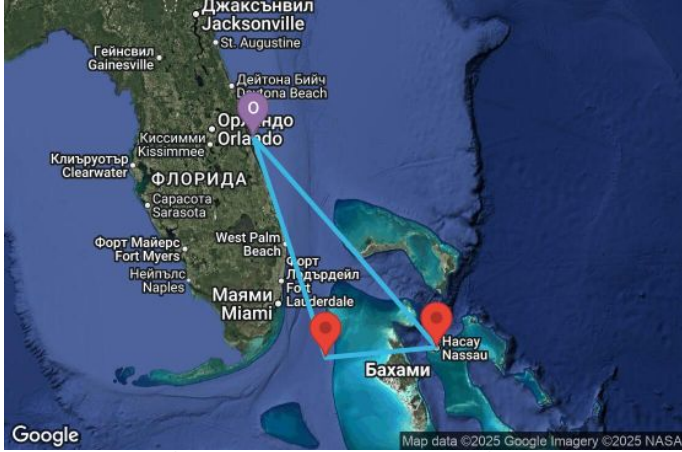 Джаксънвил
Jacksonville
St. Augustine
Гейнсвил
Gainesville
Дейтона Бийч
Daytona Beach
O
Орландо
Orlando
Киссимми
Kissimmee
Клиъруотър
Clearwater
ФЛОРИДА
Сарасота
Sarasota
Форт Майерс
Fort Myers
West Palm
Beach
Нейпълс
Naples
Форт
Лодърдейл
Fort
Lauderdale
Маями
Miami
Насау
Nassau
Бахами
Google
Map data ©2025 Google Imagery ©2025 NASA